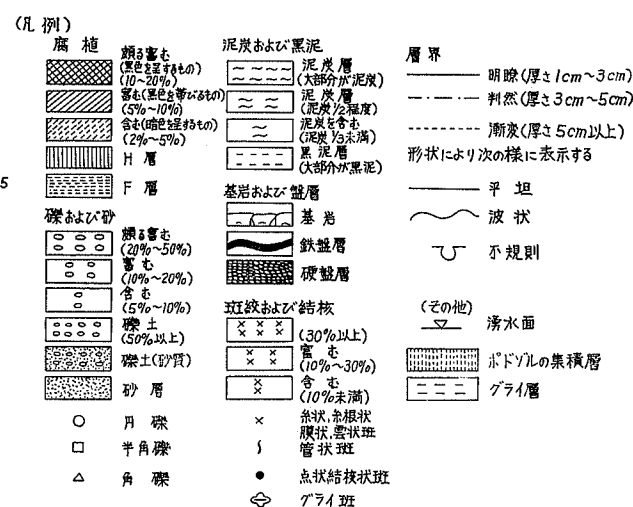 (凡例)
腐植
頗る富む
(黒色を呈するもの)
(10~20%)
富む(黒色を帯びるもの)
(5%~10%)
含む(暗色を呈するもの)
(2%~5%)
H層
F層
5
礫および砂
頗る富む
(20%~50%)
富む
(10%~20%)
含む
(5%~10%)
礫土
(50%以上)
礫土(砂質)
砂層
円礫
半角礫
角礫
泥炭および黒泥
泥炭層
(大部分が泥炭)
泥炭層
(泥炭1/2程度)
泥炭を含む
(泥炭1/3未満)
黒泥層
(大部分が黒泥)
基岩および盤層
基岩
鉄盤層
硬盤層
斑紋および結核
(30%以上)
富む
(10%~30%)
含む
(10%未満)
糸状,糸根状
膜状,雲状斑
管状斑
点状結核状斑
グライ斑
層界
明瞭(厚さ1cm~3cm)
判然(厚さ3cm~5cm)
漸炭(厚さ5cm以上)
形状により次の様に表示する
平坦
波状
不規則
(その他)
湧水面
ポドゾルの集積層
グライ層